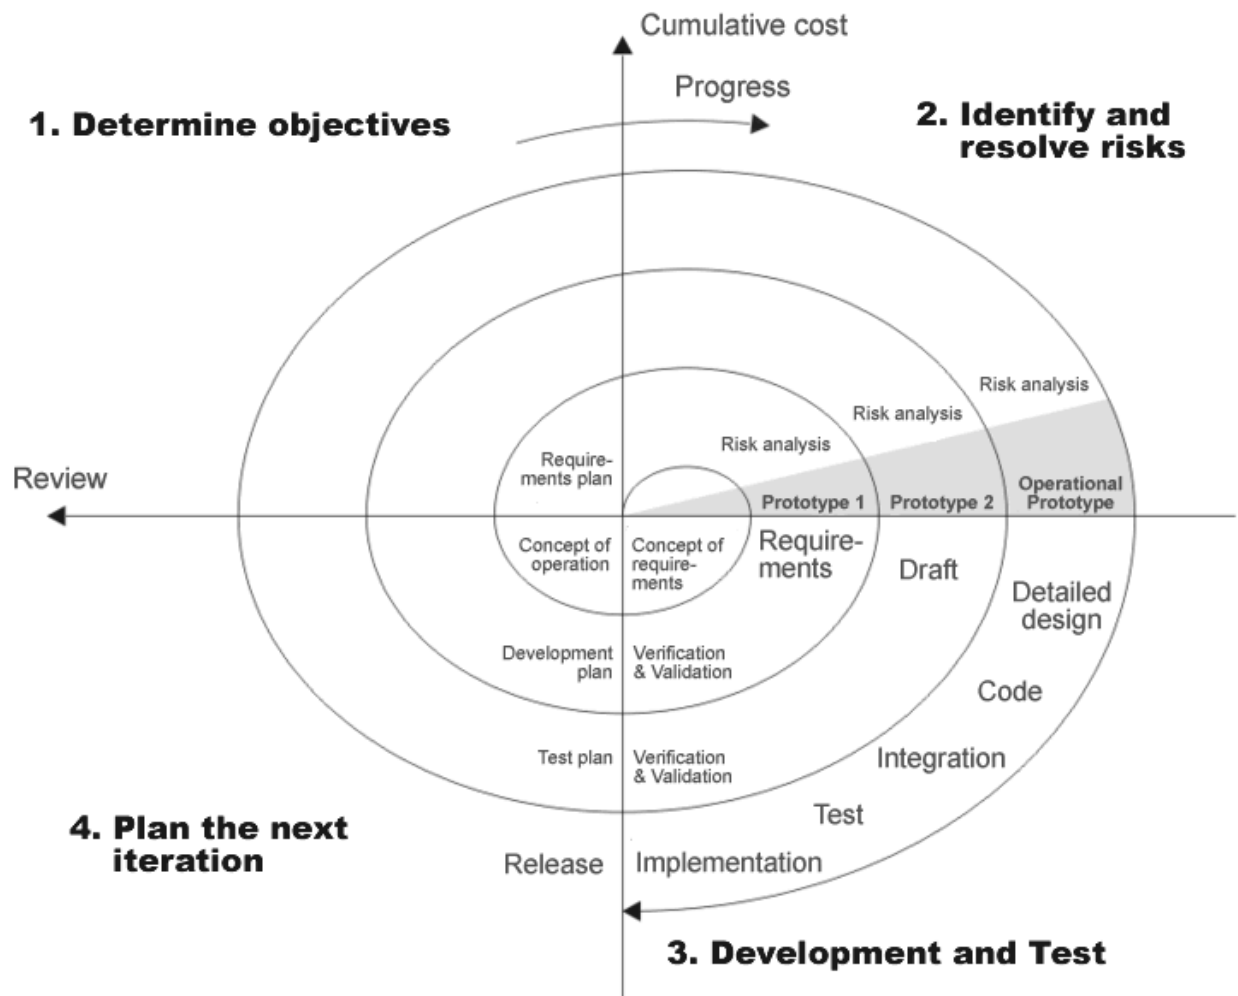 Cumulative cost
Progress
1. Determine objectives
2. Identify and
resolve risks
Risk analysis
Risk analysis
Risk analysis
Require-
ments plan
Review
Prototype 1
Prototype 2
Operational
Prototype
Concept of
operation
Concept of
require-
ments
Require-
ments
Draft
Detailed
design
Development
plan
Verification
& Validation
Code
Test plan
Verification
& Validation
Integration
Test
4. Plan the next
iteration
Release
Implementation
3. Development and Test